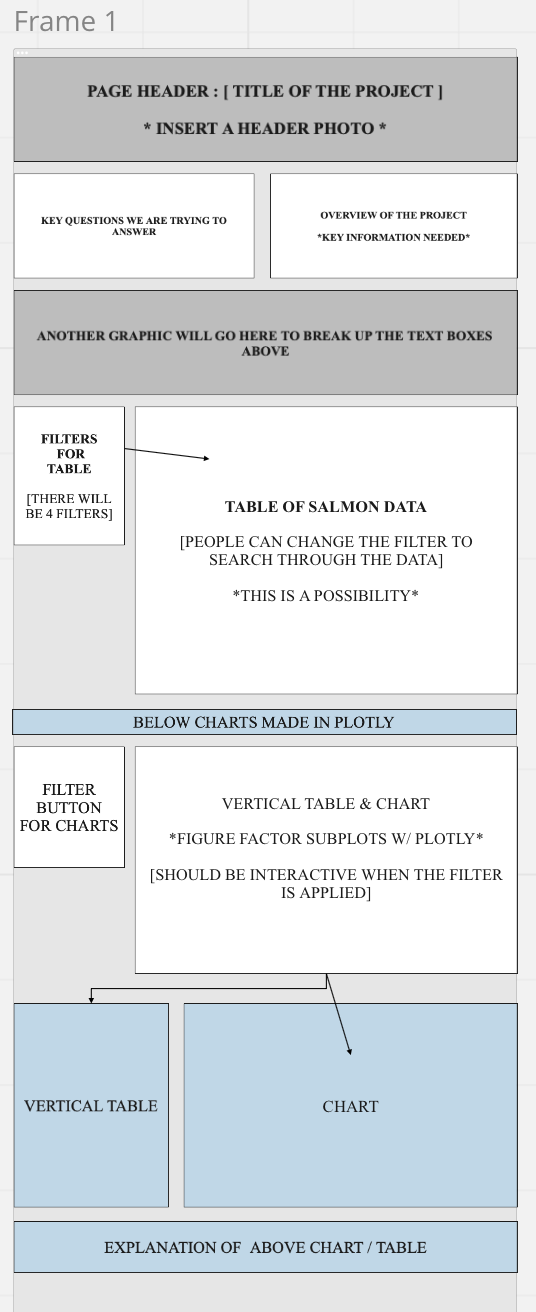 Frame 1
PAGE HEADER : [ TITLE OF THE PROJECT ]
* INSERT A HEADER PHOTO *
KEY QUESTIONS WE ARE TRYING TO
ANSWER
OVERVIEW OF THE PROJECT
*KEY INFORMATION NEEDED*
ANOTHER GRAPHIC WILL GO HERE TO BREAK UP THE TEXT BOXES
ABOVE
FILTERS
FOR
TABLE
[THERE WILL
BE 4 FILTERS]
TABLE OF SALMON DATA
[PEOPLE CAN CHANGE THE FILTER TO
SEARCH THROUGH THE DATA]
*THIS IS A POSSIBILITY*
BELOW CHARTS MADE IN PLOTLY
FILTER
BUTTON
FOR CHARTS
VERTICAL TABLE & CHART
*FIGURE FACTOR SUBPLOTS W/ PLOTLY*
[SHOULD BE INTERACTIVE WHEN THE FILTER
IS APPLIED]
VERTICAL TABLE
CHART
EXPLANATION OF  ABOVE CHART / TABLE